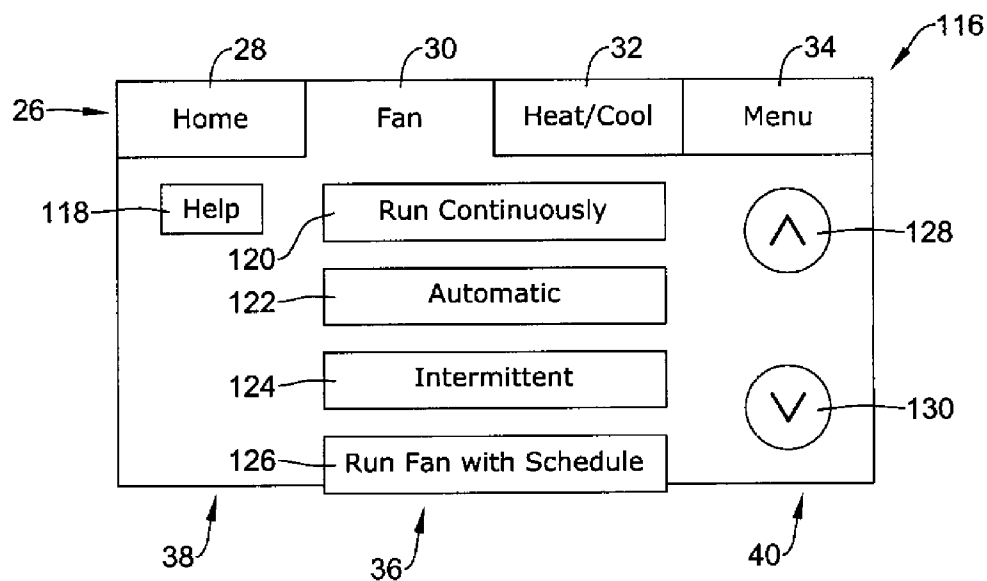 28 30 32 34 116
26 Home Fan Heat/Cool Menu
118 Help Run Continuously 128
120
122 Automatic
124 Intermittent 130
126 Run Fan with Schedule
38 36 40